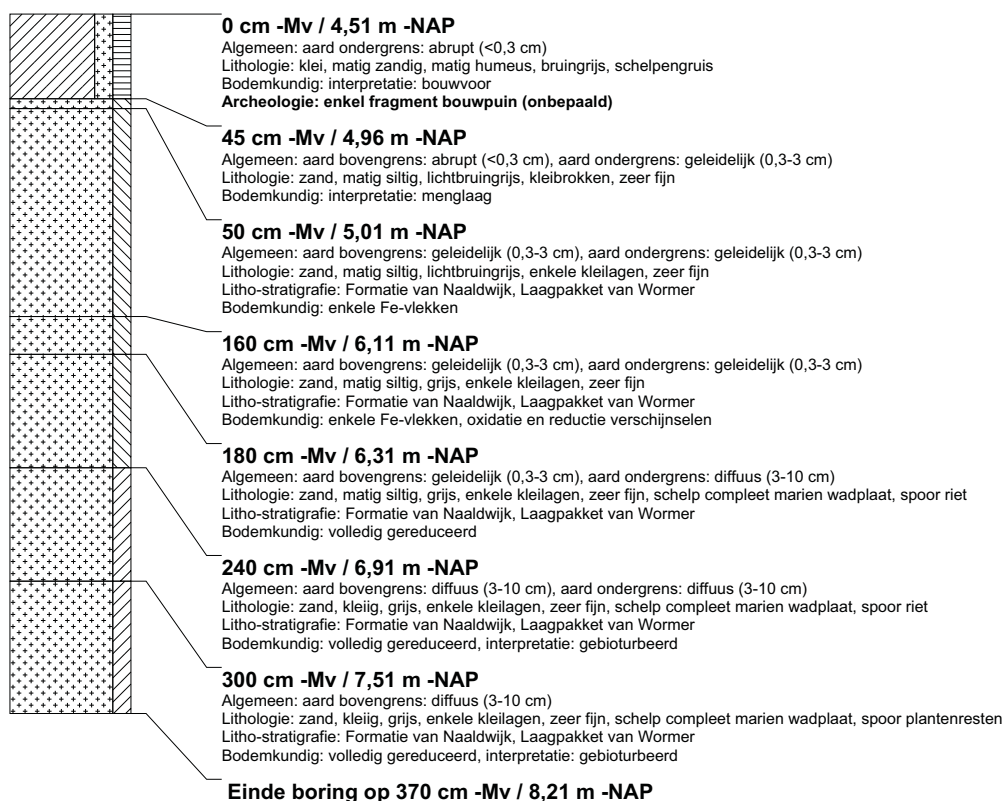 0 cm -Mv / 4,51 m -NAP
Algemeen: aard ondergrens: abrupt (<0,3 cm)
Lithologie: klei, matig zandig, matig humeus, bruingrijs, schelpengruis
Bodemkundig: interpretatie: bouwvoor
Archeologie: enkel fragment bouwpuin (onbepaald)
45 cm -Mv / 4,96 m -NAP
Algemeen: aard bovengrens: abrupt (<0,3 cm), aard ondergrens: geleidelijk (0,3-3 cm)
Lithologie: zand, matig siltig, lichtbruingrijs, kleibrokken, zeer fijn
Bodemkundig: interpretatie: menglaag
50 cm -Mv / 5,01 m -NAP
Algemeen: aard bovengrens: geleidelijk (0,3-3 cm), aard ondergrens: geleidelijk (0,3-3 cm)
Lithologie: zand, matig siltig, lichtbruingrijs, enkele kleilagen, zeer fijn
Litho-stratigrafie: Formatie van Naaldwijk, Laagpakket van Wormer
Bodemkundig: enkele Fe-vlekken
160 cm -Mv / 6,11 m -NAP
Algemeen: aard bovengrens: geleidelijk (0,3-3 cm), aard ondergrens: geleidelijk (0,3-3 cm)
Lithologie: zand, matig siltig, grijs, enkele kleilagen, zeer fijn
Litho-stratigrafie: Formatie van Naaldwijk, Laagpakket van Wormer
Bodemkundig: enkele Fe-vlekken, oxidatie en reductie verschijnselen
180 cm -Mv / 6,31 m -NAP
Algemeen: aard bovengrens: geleidelijk (0,3-3 cm), aard ondergrens: diffuus (3-10 cm)
Lithologie: zand, matig siltig, grijs, enkele kleilagen, zeer fijn, schelp compleet marien wadplaat, spoor riet
Litho-stratigrafie: Formatie van Naaldwijk, Laagpakket van Wormer
Bodemkundig: volledig gereduceerd
240 cm -Mv / 6,91 m -NAP
Algemeen: aard bovengrens: diffuus (3-10 cm), aard ondergrens: diffuus (3-10 cm)
Lithologie: zand, kleiig, grijs, enkele kleilagen, zeer fijn, schelp compleet marien wadplaat, spoor riet
Litho-stratigrafie: Formatie van Naaldwijk, Laagpakket van Wormer
Bodemkundig: volledig gereduceerd, interpretatie: gebioturbeerd
300 cm -Mv / 7,51 m -NAP
Algemeen: aard bovengrens: diffuus (3-10 cm)
Lithologie: zand, kleiig, grijs, enkele kleilagen, zeer fijn, schelp compleet marien wadplaat, spoor plantenresten
Litho-stratigrafie: Formatie van Naaldwijk, Laagpakket van Wormer
Bodemkundig: volledig gereduceerd, interpretatie: gebioturbeerd
Einde boring op 370 cm -Mv / 8,21 m -NAP